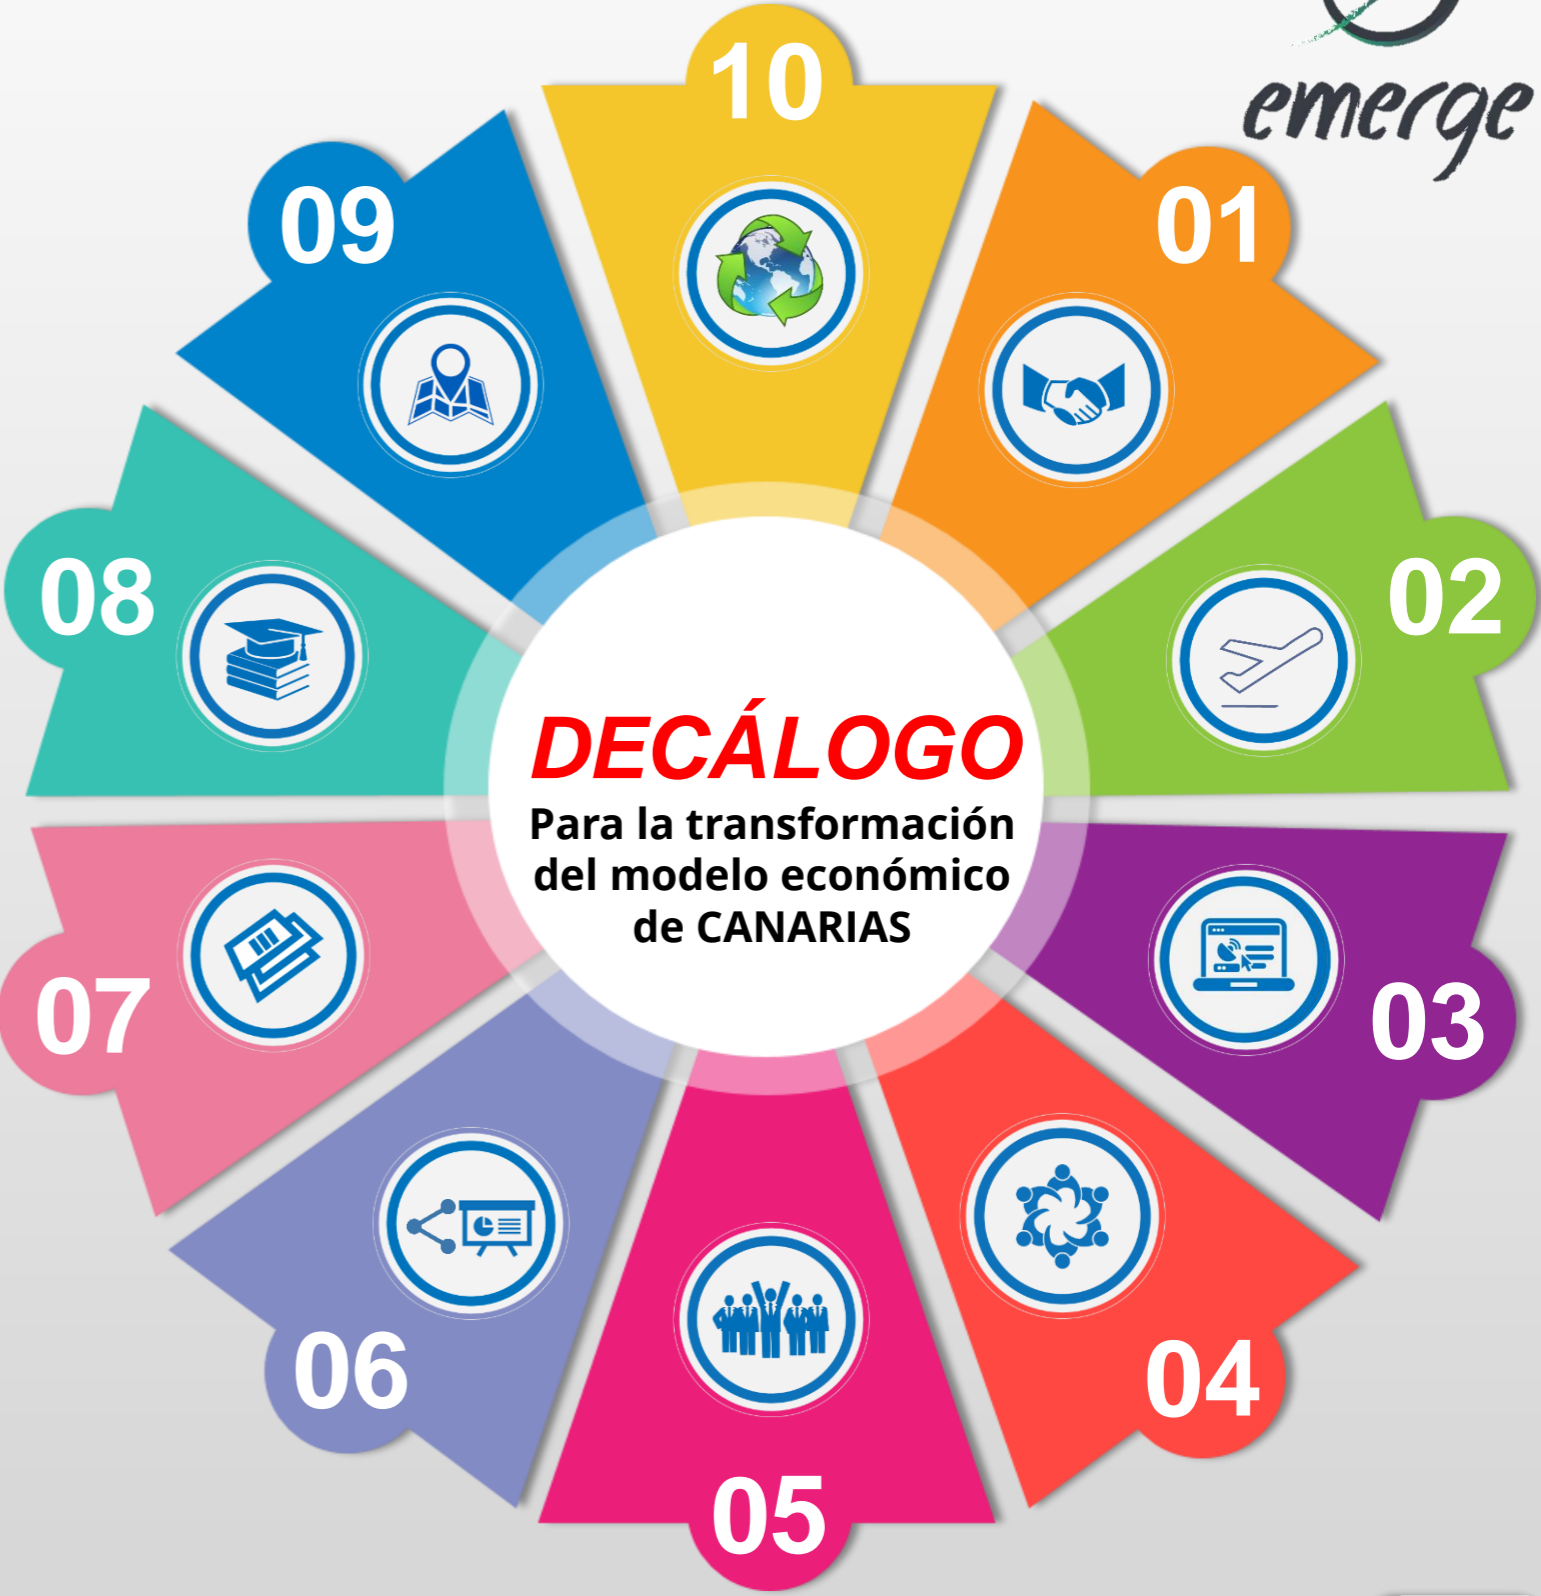 emerge
10
01
02
03
04
05
06
07
08
09
DECÁLOGO
Para la transformación
del modelo económico
de CANARIAS